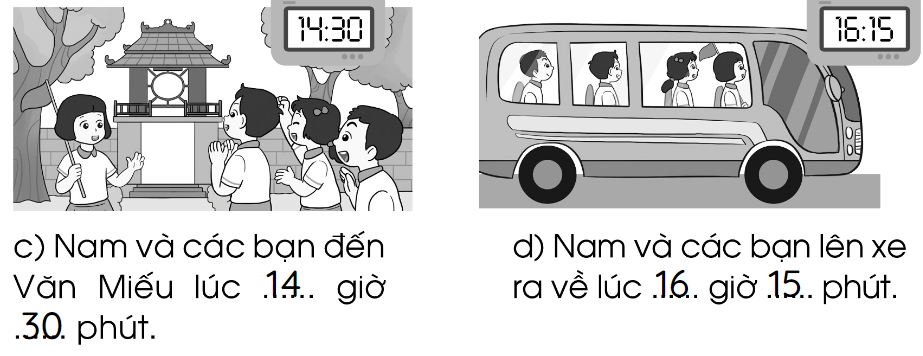 14:30
16:15
c) Nam và các bạn đến
Văn Miếu lúc .14.. giờ
.30 phút.
d) Nam và các bạn lên xe
ra về lúc .16.. giờ .15.. phút.